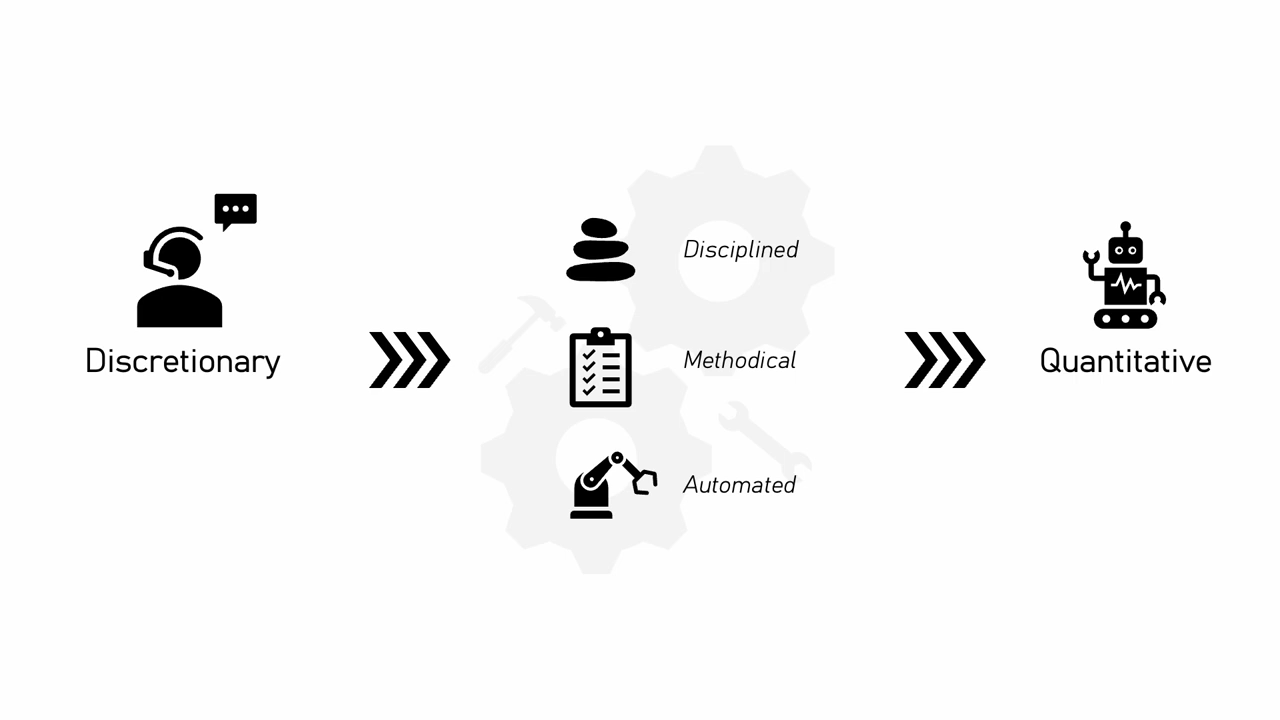 Discretionary
Disciplined
Methodical
Automated
Quantitative